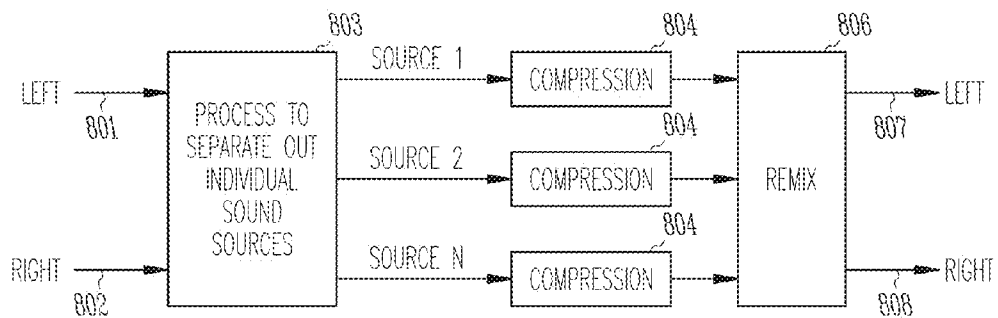 803
804
806
LEFT
801
PROCESS TO
SEPARATE OUT
INDIVIDUAL
SOUND
SOURCES
SOURCE 1
COMPRESSION
LEFT
807
804
SOURCE 2
COMPRESSION
REMIX
804
RIGHT
802
SOURCE N
COMPRESSION
RIGHT
808